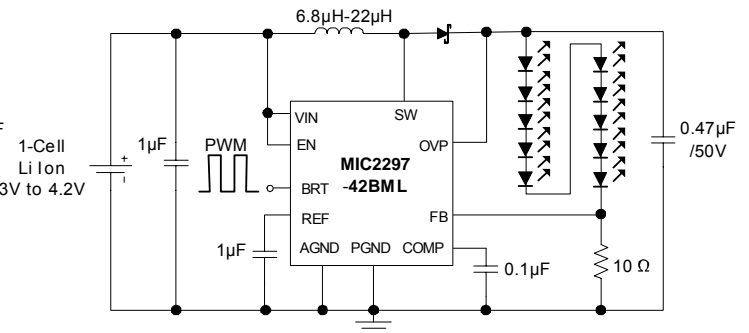 6.8µH-22µH
VIN
SW
EN
OVP
MIC2297
-42BML
BRT
REF
FB
AGND PGND COMP
1-Cell
Li Ion
3V to 4.2V
+
-
1µF
PWM
1µF
0.1µF
10 Ω
0.47µF
/50V